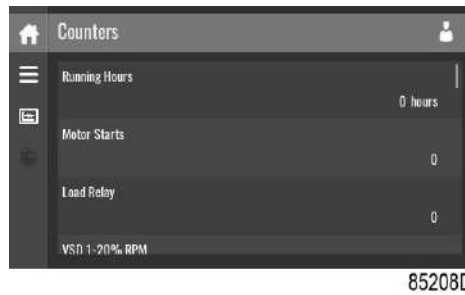 Counters
Running Hours
0 hours
Motor Starts
0
Load Relay
0
VSD 1-20% RPM
85208D